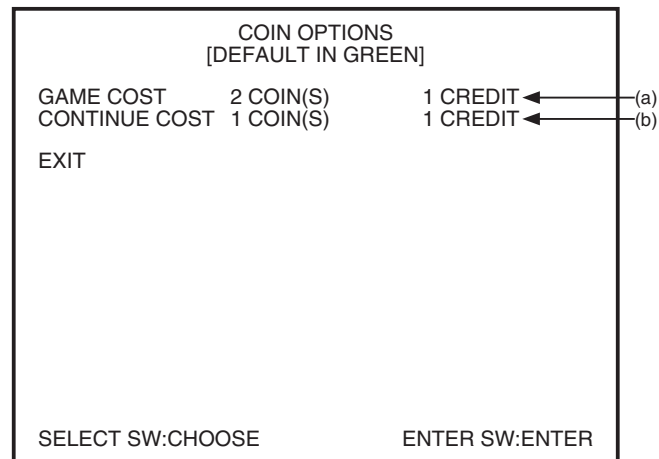 COIN OPTIONS
[DEFAULT IN GREEN]
GAME COST 2 COIN(S) 1 CREDIT (a)
CONTINUE COST 1 COIN(S) 1 CREDIT (b)
EXIT
SELECT SW:CHOOSE ENTER SW:ENTER